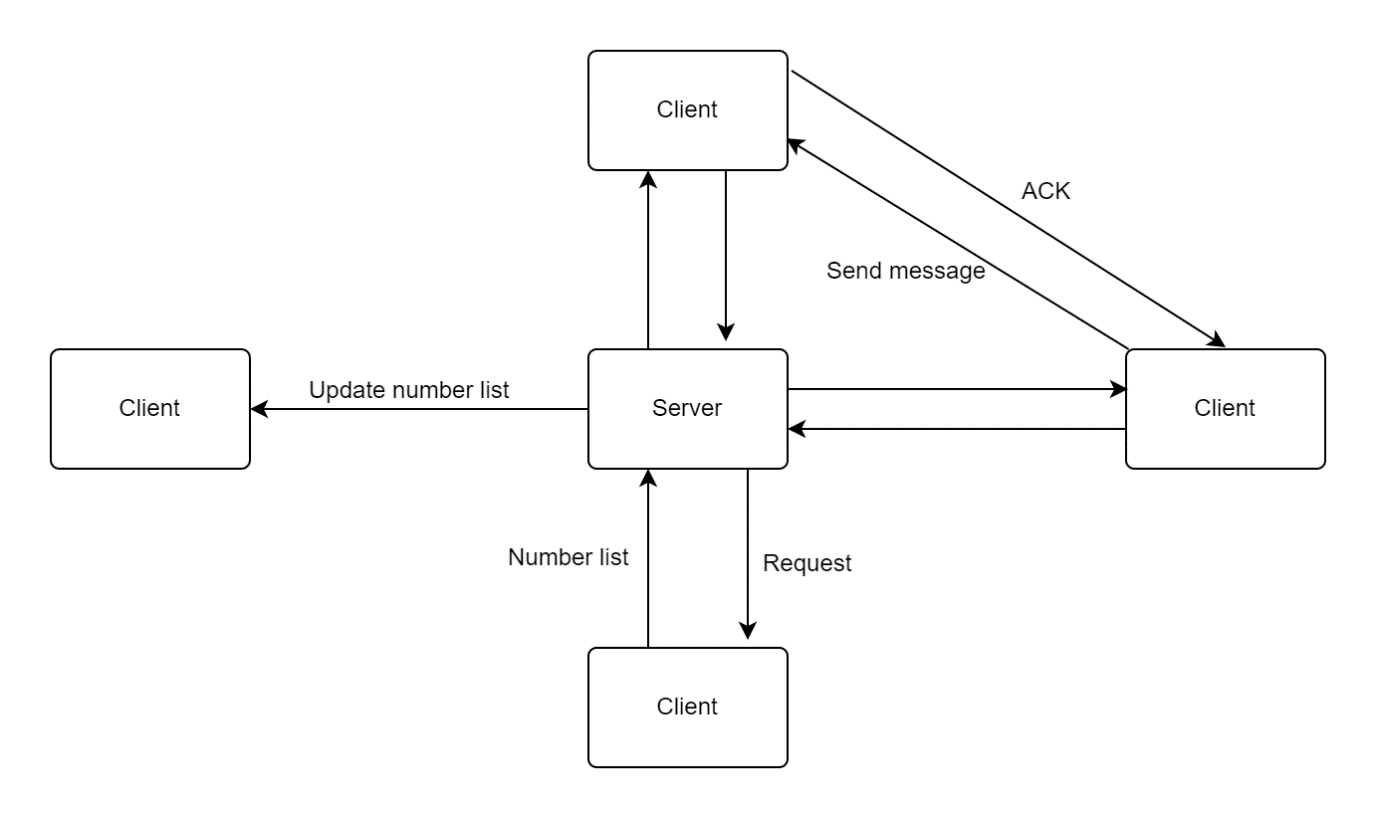 Client
ACK
Send message
Client
Update number list
Server
Client
Number list
Request
Client